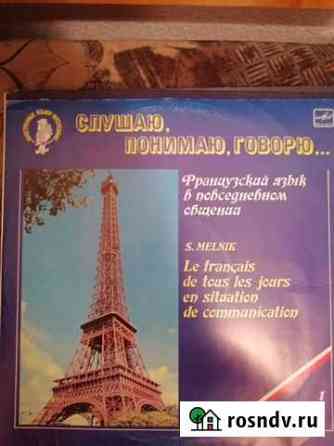 СЛУШАЮ,
ПОНИМАЮ, ГОВОРЮ...
Французский язык
в повседневном
общении
S. MELNIK
Le français
de tous les jours
en situation
de communication
1
rosndv.ru